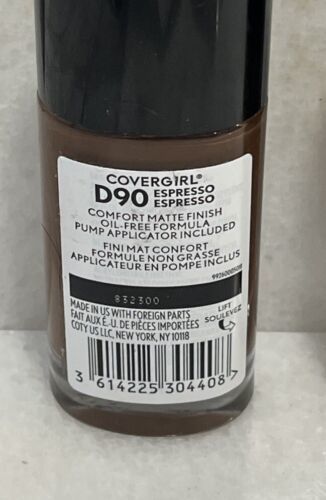 COVERGIRL®
D90 ESPRESSO
ESPRESSO
COMFORT MATTE FINISH
OIL-FREE FORMULA
PUMP APPLICATOR INCLUDED
FINI MAT CONFORT
FORMULE NON GRASSE
APPLICATEUR EN POMPE INCLUS
832300
MADE IN US WITH FOREIGN PARTS
FAIT AUX É.-U. DE PIÈCES IMPORTÉES
COTY US LLC, NEW YORK, NY 10118
LIFT
SOULEVEZ
3 614225 304408